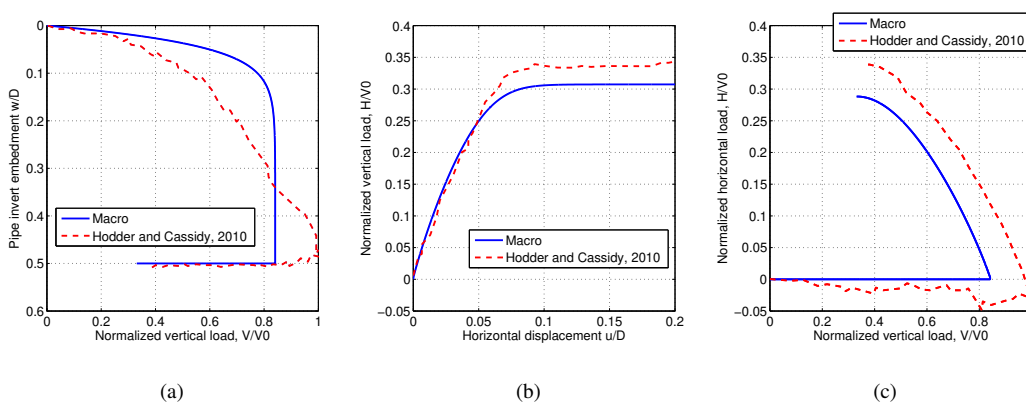 0
0.1
0.2
0.3
0.4
0.5
0.6
Pipe invert embedment w/D
0 0.2 0.4 0.6 0.8 1
Normalized vertical load, V/V0
Macro
Hodder and Cassidy, 2010
(a)
0.4
0.35
0.3
0.25
0.2
0.15
0.1
0.05
0
−0.05
Normalized vertical load, H/V0
0 0.05 0.1 0.15 0.2
Horizontal displacement u/D
Macro
Hodder and Cassidy, 2010
(b)
Macro
Hodder and Cassidy, 2010
0.4
0.35
0.3
0.25
0.2
0.15
0.1
0.05
0
−0.05
Normalized horizontal load, H/V0
0 0.2 0.4 0.6 0.8 1
Normalized vertical load, V/V0
(c)